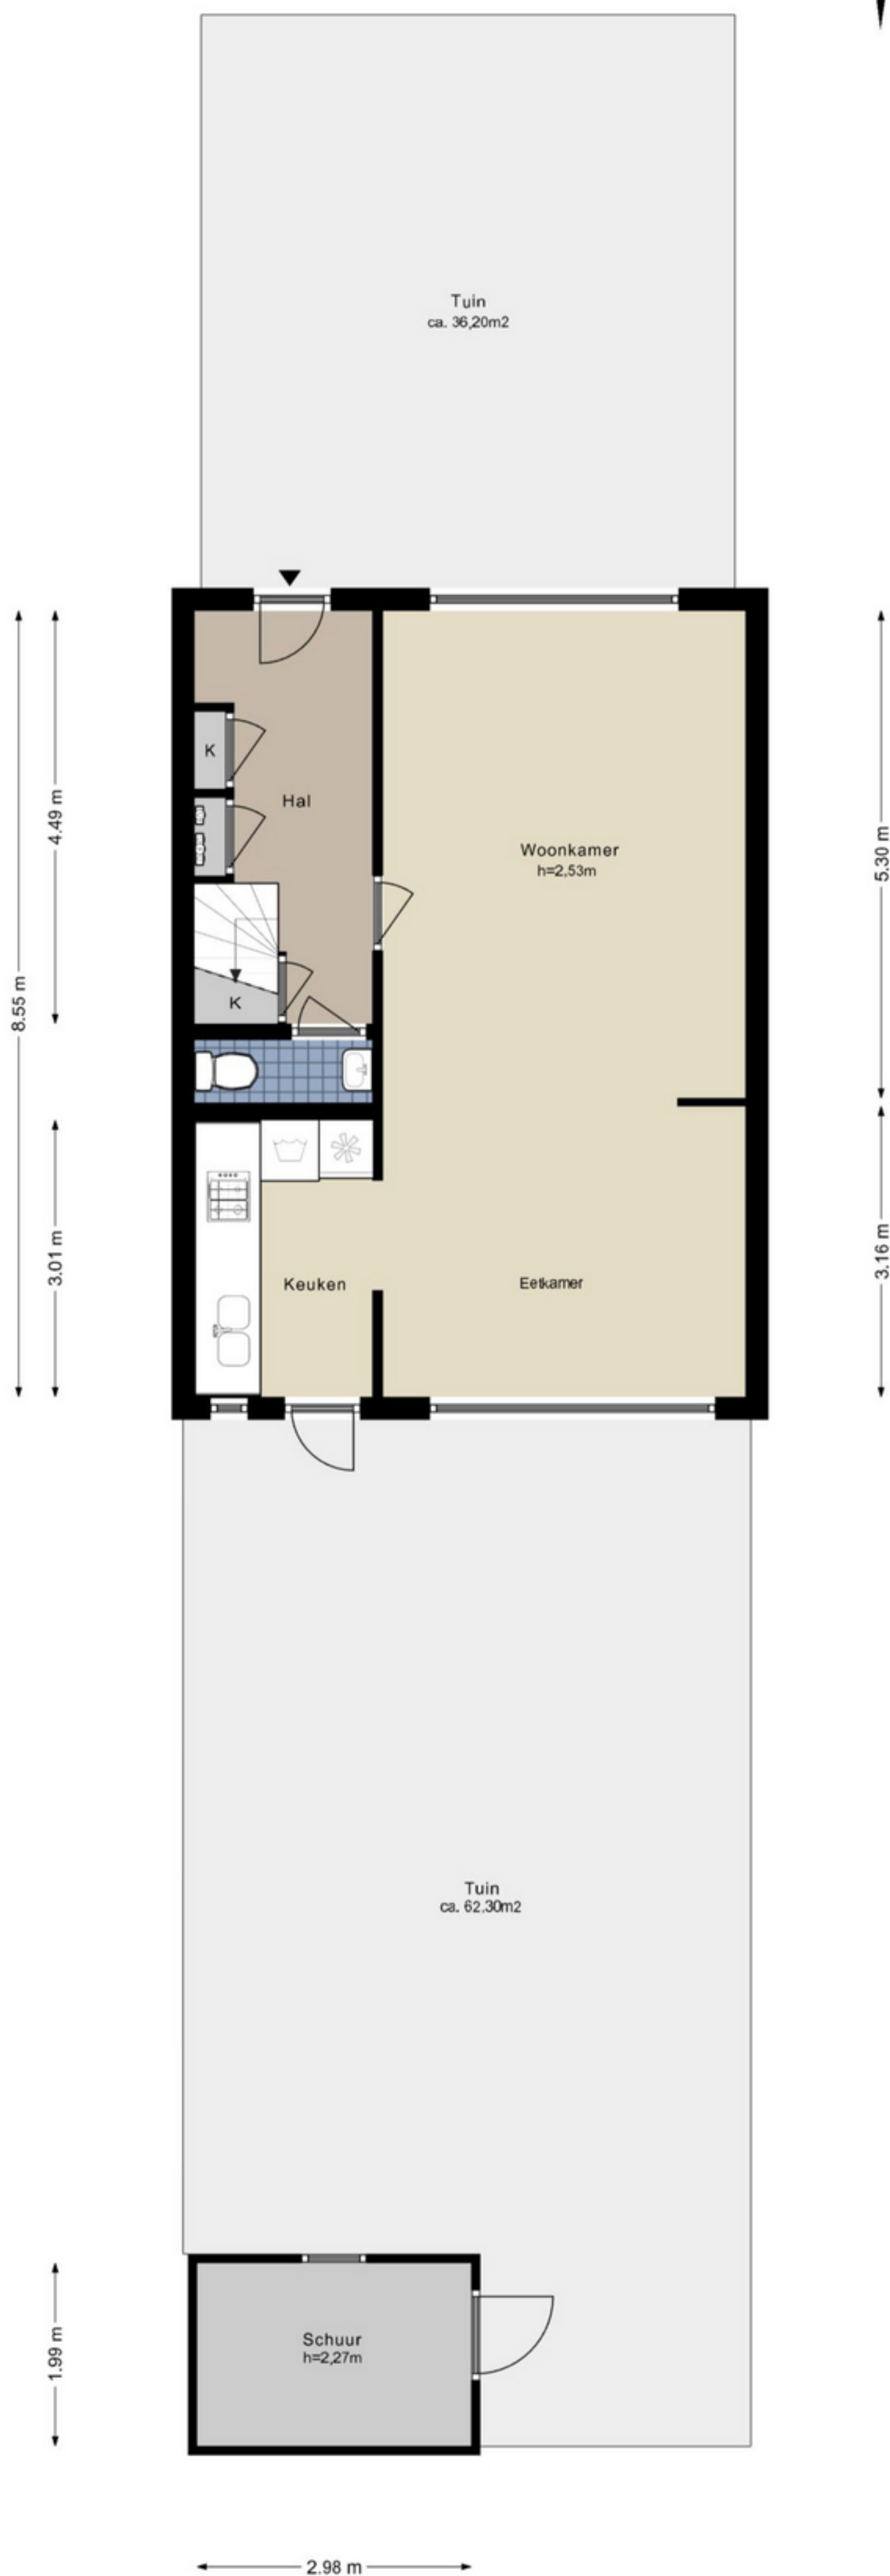 Tuin
ca. 36,20m2
K
Hal
4.49 m
Woonkamer
h=2,53m
5.30 m
8.55 m
K
3.01 m
Keuken
Eetkamer
3.16 m
Tuin
ca. 62,30m2
Schuur
h=2,27m
1.99 m
2.98 m